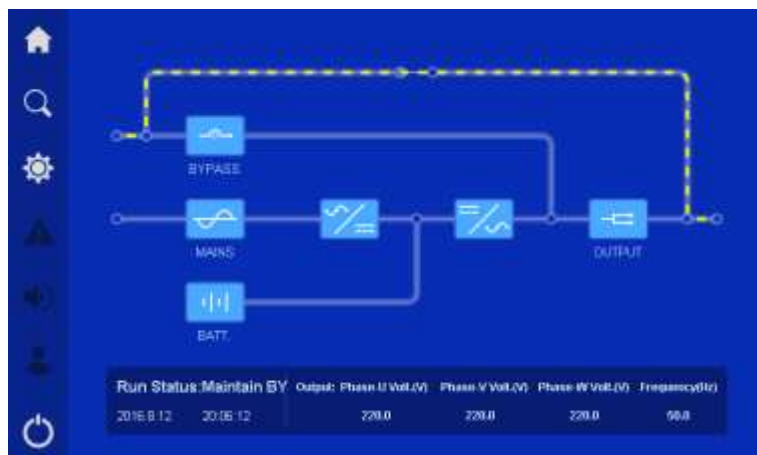 BYPASS
MAINS
OUTPUT
BATT.
Run Status:Maintain BY Output: Phase-U Volt.(V) Phase-V Volt.(V) Phase-W Volt.(V) Frequency(Hz)
2016.8.12 20:06:12 220.0 220.0 220.0 50.0